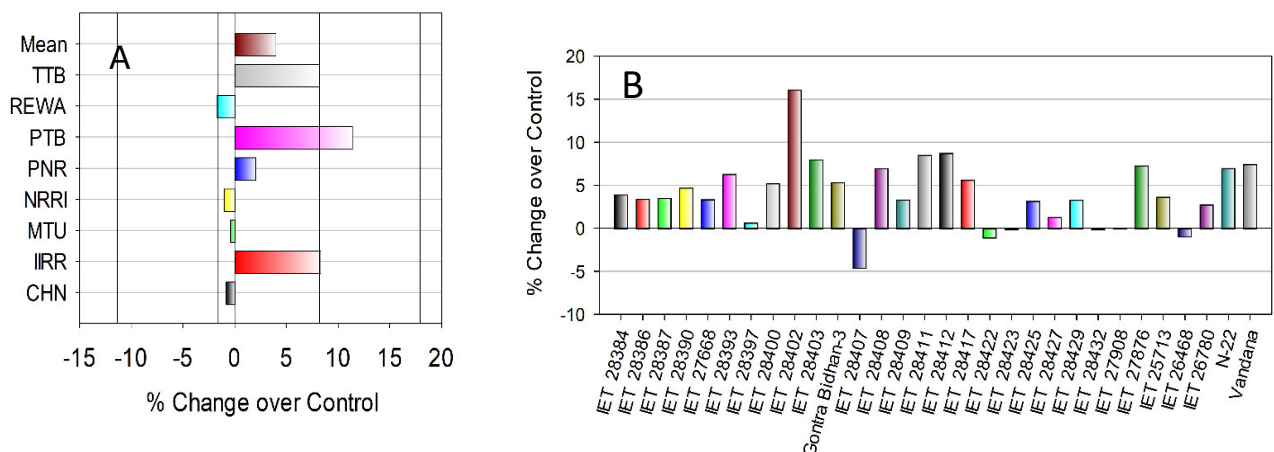 A
Mean
TTB
REWA
PTB
PNR
NRRI
MTU
IIRR
CHN
-15 -10 -5 0 5 10 15 20
% Change over Control
B
% Change over Control
20
15
10
5
0
-5
-10
IET 28384
IET 28386
IET 28387
IET 28390
IET 27668
IET 28393
IET 28397
IET 28400
IET 28402
IET 28403
Gontra Bidhan-3
IET 28407
IET 28408
IET 28409
IET 28411
IET 28412
IET 28417
IET 28422
IET 28423
IET 28425
IET 28427
IET 28429
IET 28432
IET 27908
IET 27876
IET 25713
IET 26468
IET 26780
N-22
Vandana